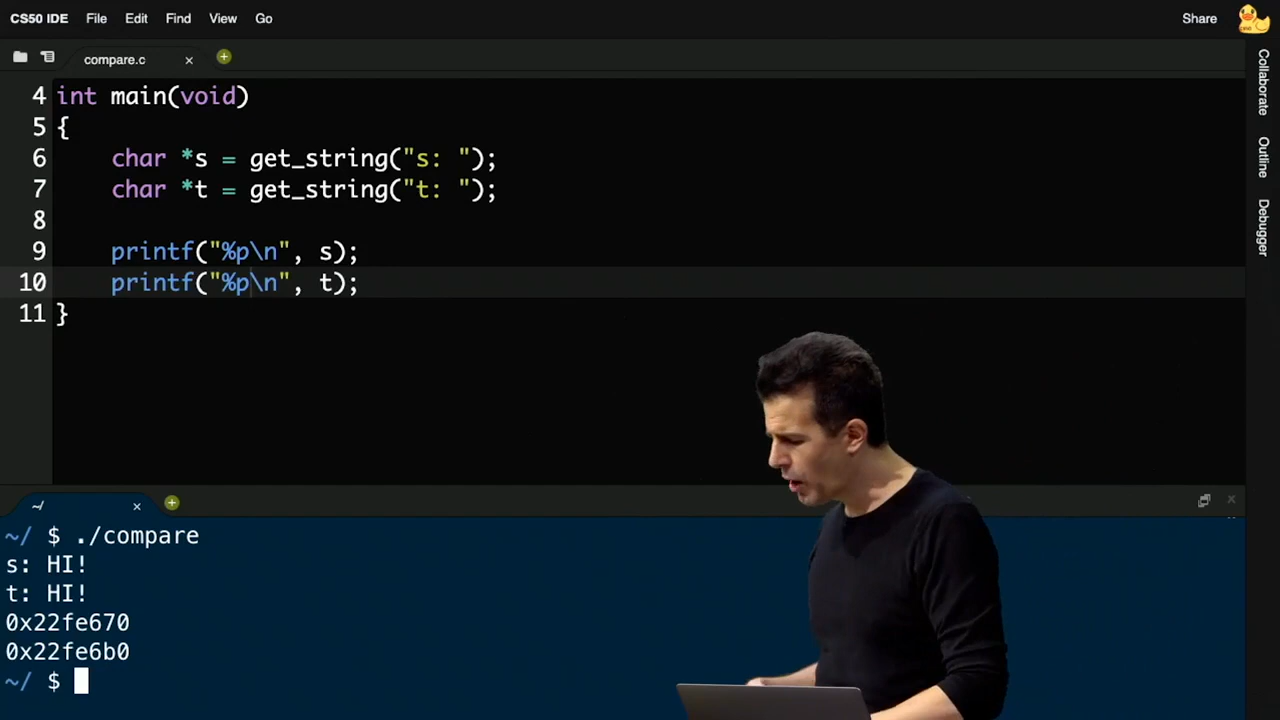 CS50 IDE File Edit Find View Go Share
compare.c
4 int main(void)
5 {
6 char *s = get_string("s: ");
7 char *t = get_string("t: ");
8
9 printf("%p\n", s);
10 printf("%p\n", t);
11 }
Collaborate
Outline
Debugger
~/ $ ./compare
s: HI!
t: HI!
0x22fe670
0x22fe6b0
~/ $